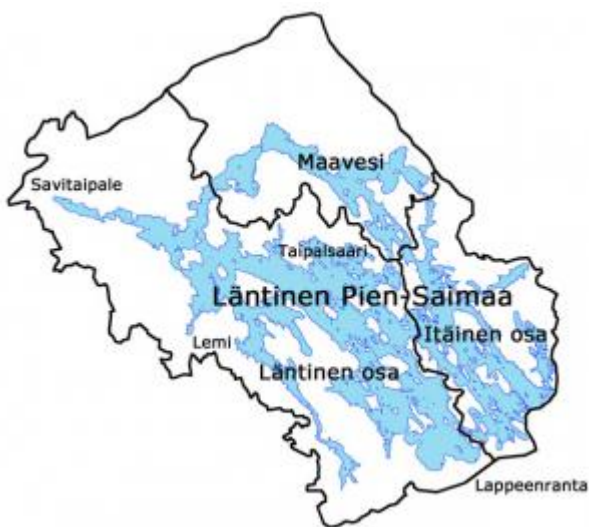 Maavesi
Savitaipale
Taipalsaari
Läntinen Pien-Saimaa
Itäinen osa
Lemi
Läntinen osa
Lappeenranta